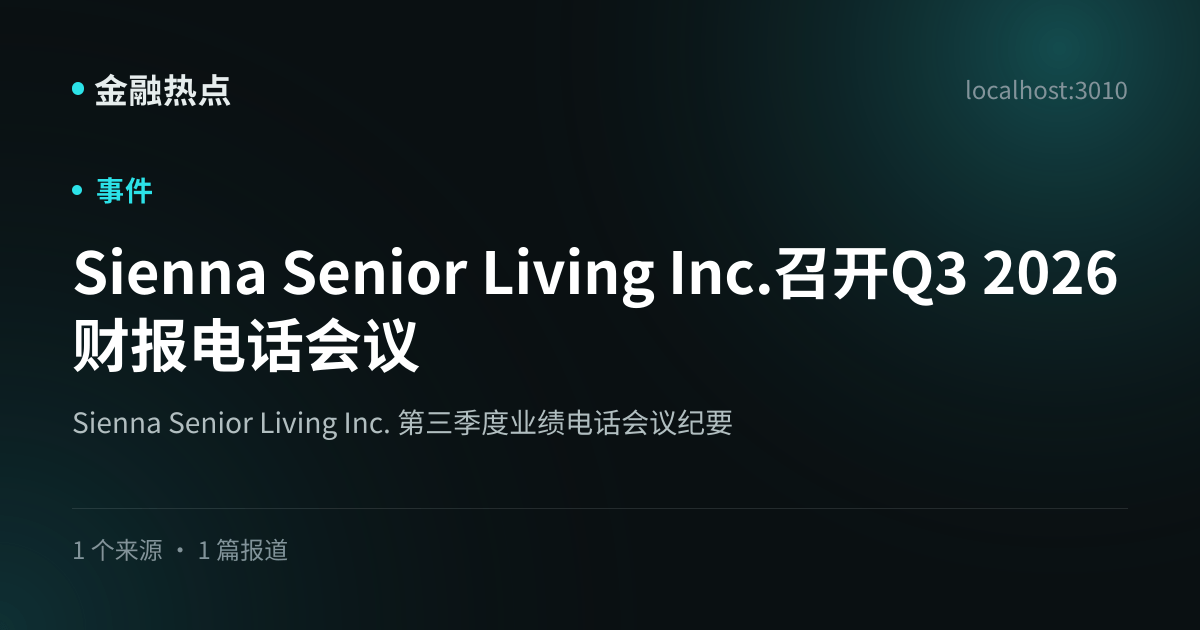 金融热点
localhost:3010
事件
Sienna Senior Living Inc.召开Q3 2026
财报电话会议
Sienna Senior Living Inc. 第三季度业绩电话会议纪要
1 个来源 · 1 篇报道